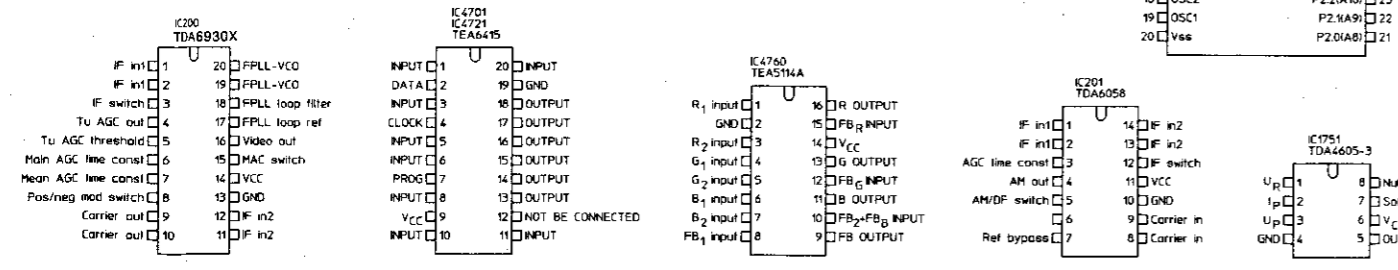 OSC2 P2.2(A10) 23
19 OSC1 P2.1(A9) 22
20 Vss P2.0(A8) 21
IC200
TDA6930X
IF in1 1 20 FPLL-VCO
IF in1 2 19 FPLL-VCO
IF switch 3 18 FPLL loop filter
Tu AGC out 4 17 FPLL loop ref
Tu AGC threshold 5 16 Video out
Main AGC time const 6 15 MAC switch
Mean AGC time const 7 14 VCC
Pos/neg mod switch 8 13 GND
Carrier out 9 12 IF in2
Carrier out 10 11 IF in2
IC4701
IC4721
TEA6415
INPUT 1 20 INPUT
DATA 2 19 GND
INPUT 3 18 OUTPUT
CLOCK 4 17 OUTPUT
INPUT 5 16 OUTPUT
INPUT 6 15 OUTPUT
PROG 7 14 OUTPUT
INPUT 8 13 OUTPUT
VCC 9 12 NOT BE CONNECTED
INPUT 10 11 INPUT
IC4760
TEA5114A
R1 input 1 16 R OUTPUT
GND 2 15 FBR INPUT
R2 input 3 14 VCC
G1 input 4 13 G OUTPUT
G2 input 5 12 FBG INPUT
B1 input 6 11 B OUTPUT
B2 input 7 10 FB2+FBB INPUT
FB1 input 8 9 FB OUTPUT
IC201
TDA6058
IF in1 1 14 IF in2
IF in1 2 13 IF in2
AGC time const 3 12 IF switch
AM out 4 11 VCC
AM/DF switch 5 10 GND
6 9 Carrier in
Ref bypass 7 8 Carrier in
IC1751
TDA4605-3
UR 1 8 Nul
IP 2 7 Sof
UP 3 6 VC
GND 4 5 OU